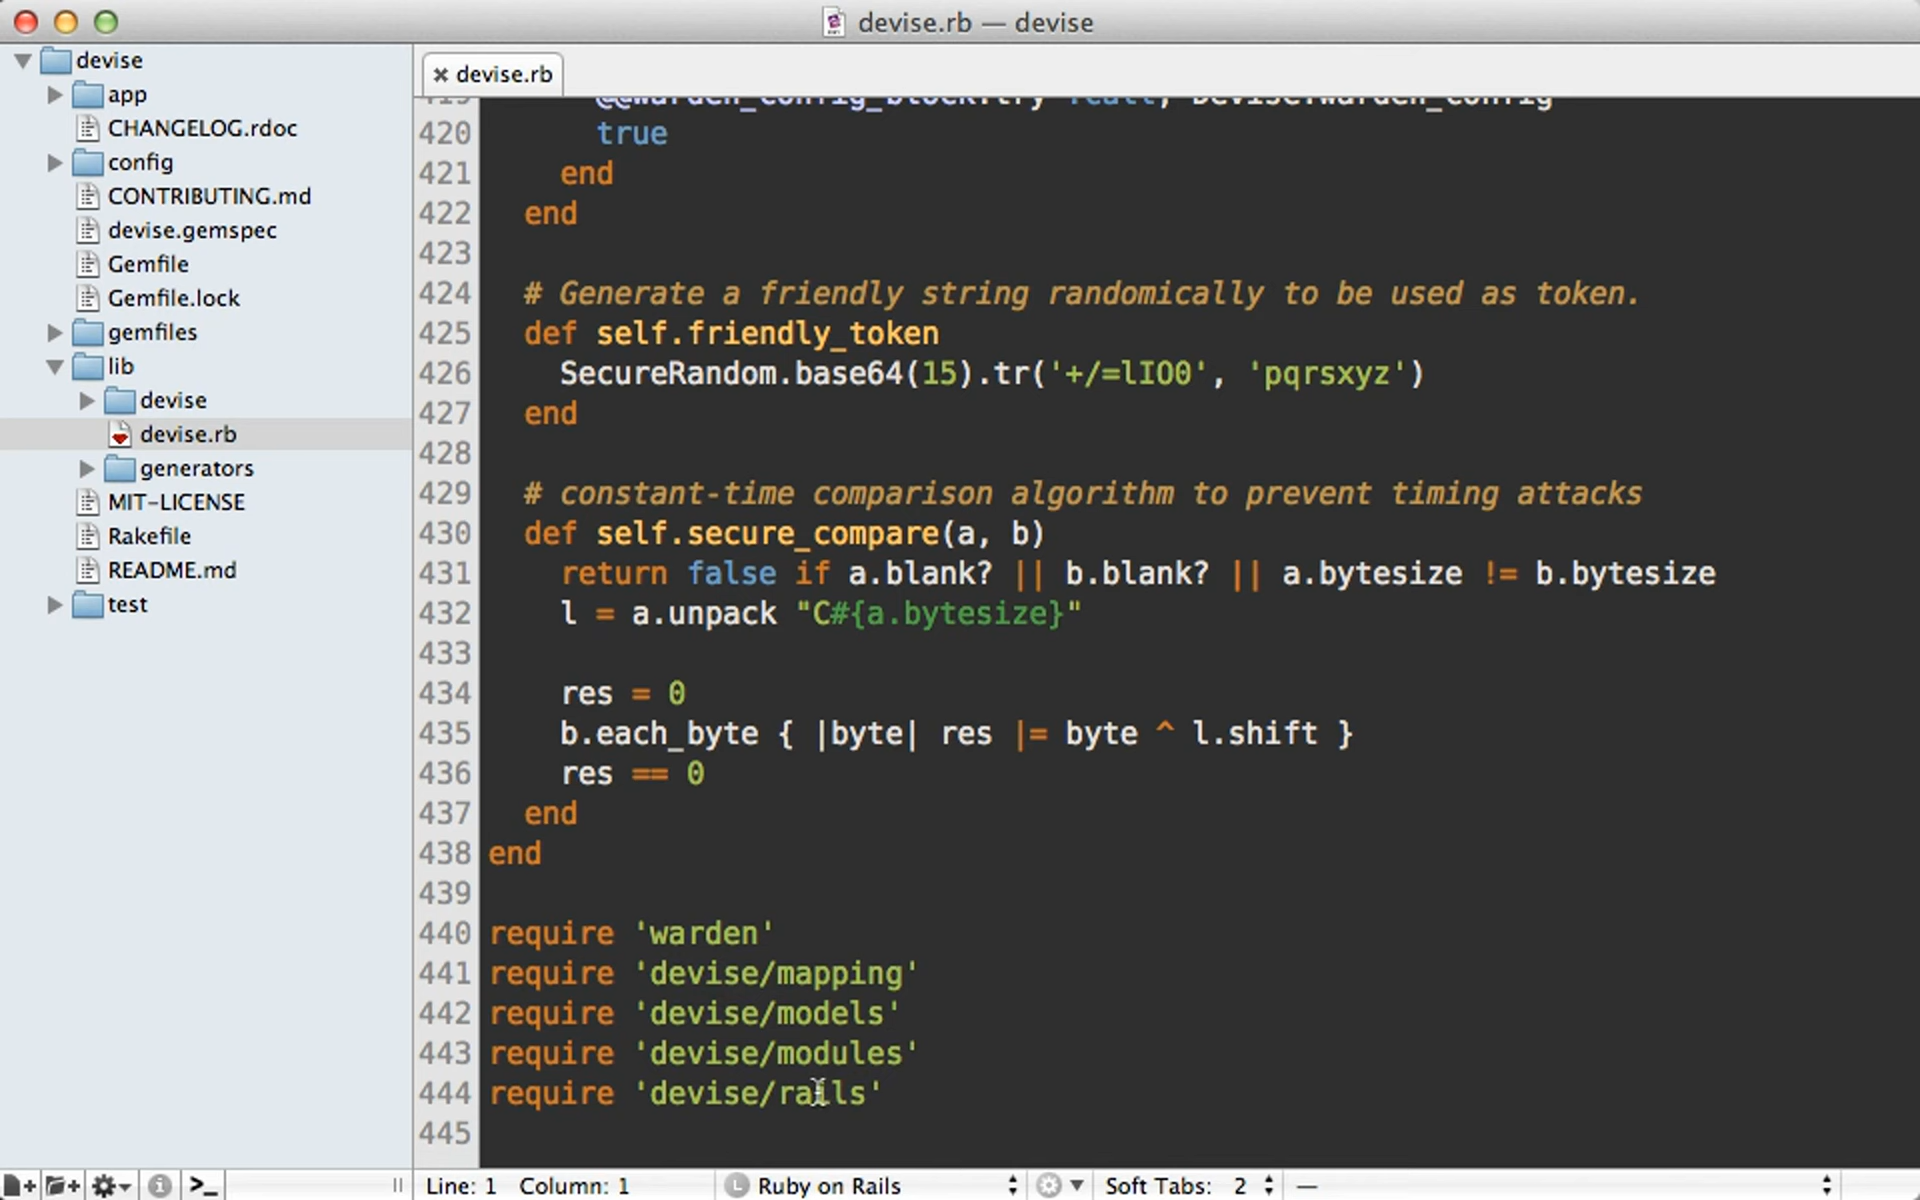 devise.rb — devise
devise
app
CHANGELOG.rdoc
config
CONTRIBUTING.md
devise.gemspec
Gemfile
Gemfile.lock
gemfiles
lib
devise
devise.rb
generators
MIT-LICENSE
Rakefile
README.md
test
devise.rb
419 @@warden_config_block.try :call, Devise.warden_config
420 true
421 end
422 end
423
424 # Generate a friendly string randomically to be used as token.
425 def self.friendly_token
426 SecureRandom.base64(15).tr('+/=lIO0', 'pqrsxyz')
427 end
428
429 # constant-time comparison algorithm to prevent timing attacks
430 def self.secure_compare(a, b)
431 return false if a.blank? || b.blank? || a.bytesize != b.bytesize
432 l = a.unpack "C#{a.bytesize}"
433
434 res = 0
435 b.each_byte { |byte| res |= byte ^ l.shift }
436 res == 0
437 end
438 end
439
440 require 'warden'
441 require 'devise/mapping'
442 require 'devise/models'
443 require 'devise/modules'
444 require 'devise/rails'
445
Line: 1 Column: 1 Ruby on Rails Soft Tabs: 2 —